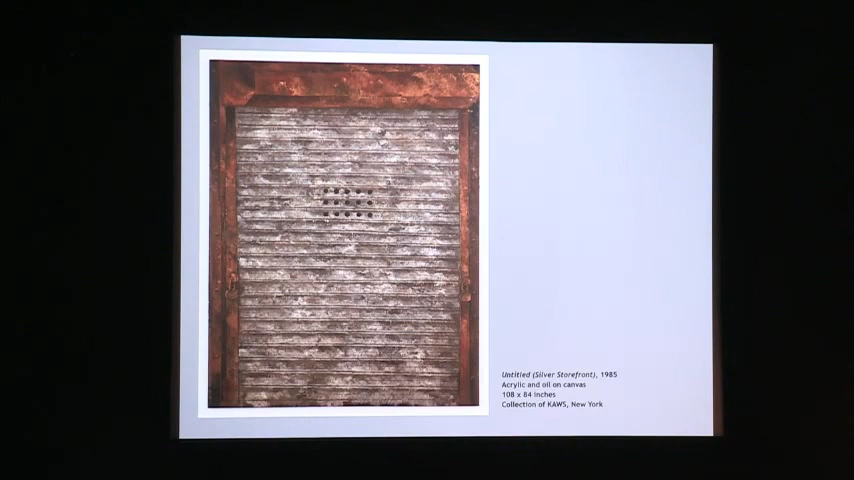 Untitled (Silver Storefront), 1985
Acrylic and oil on canvas
108 x 84 inches
Collection of KAWS, New York